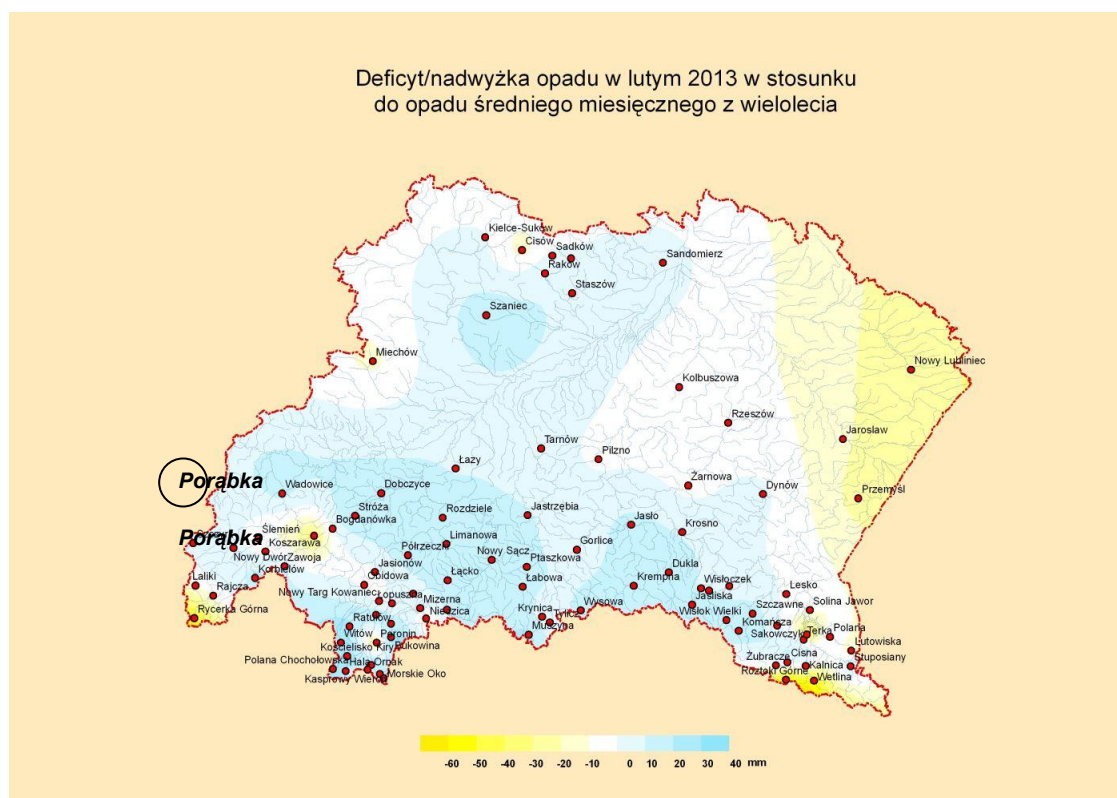 Deficyt/nadwyżka opadu w lutym 2013 w stosunku
do opadu średniego miesięcznego z wielolecia
Kielce-Suków
Cisów
Sadków
Raków
Sandomierz
Staszów
Szaniec
Miechów
Nowy Lubliniec
Kolbuszowa
Rzeszów
Jarosław
Tarnów
Pilzno
Łazy
Porąbka
Wadowice
Dobczyce
Żarnowa
Dynów
Przemyśl
Stróża
Rozdziele
Jastrzębia
Bogdanówka
Jasło
Krosno
Porąbka
Ślemień
Koszarawa
Limanowa
Półrzeczki
Nowy Sącz
Gorlice
Ptaszkowa
Nowy Dwór
Zawoja
Jasionów
Dukla
Korbielów
Laliki
Rajcza
Obidowa
Łącko
Łabowa
Krempna
Wisłoczek
Jaśliska
Lesko
Nowy Targ Kowaniec
Łopuszna
Mizerna
Niedzica
Rycerka Górna
Krynica
Tylicz
Wysowa
Wisłok Wielki
Szczawne
Solina Jawor
Ratułów
Muszyna
Komańcza
Sakowczyk
Terka
Polana
Witów
Poronin
Bukowina
Lutowiska
Kościelisko Kiry
Polana Chochołowska
Hala Ornak
Żubracze
Cisna
Kalnica
Stuposiany
Kasprowy Wierch
Morskie Oko
Roztoki Górne
Wetlina
-60 -50 -40 -30 -20 -10 0 10 20 30 40 mm